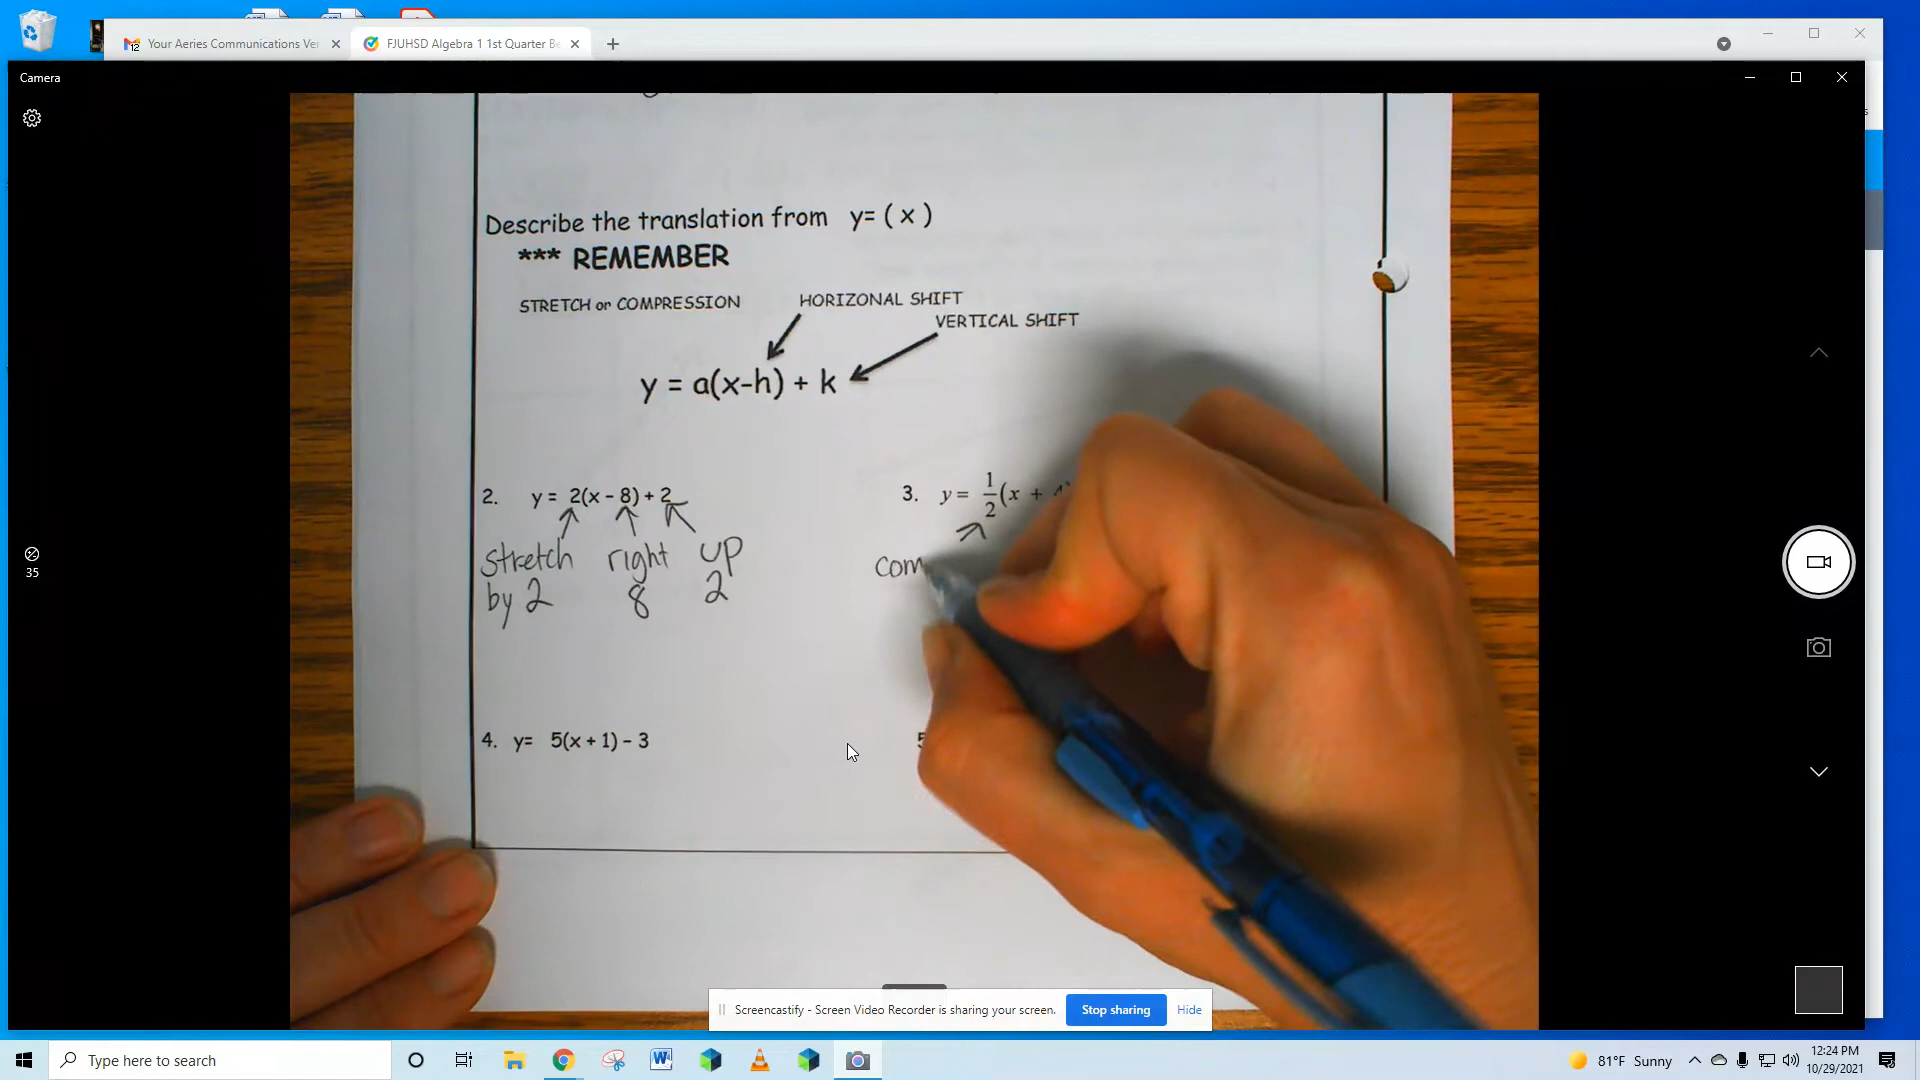 Your Aeries Communications Ver
FJUHSD Algebra 1 1st Quarter Be
Camera
Describe the translation from y= ( x )
*** REMEMBER
STRETCH or COMPRESSION
HORIZONAL SHIFT
VERTICAL SHIFT
y = a(x-h) + k
2. y = 2(x - 8) + 2
3. y = 1/2(x +
stretch right up
by 2 8 2
Com
35
4. y= 5(x + 1) - 3
Screencastify - Screen Video Recorder is sharing your screen. Stop sharing Hide
Type here to search
81°F Sunny
12:24 PM
10/29/2021